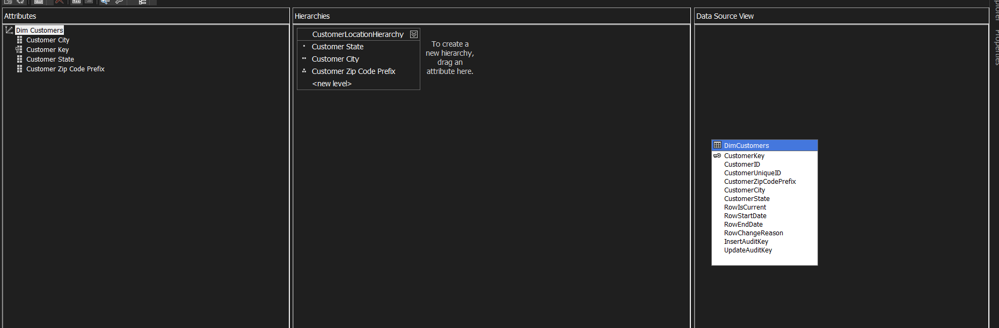 Attributes
Dim Customers
Customer City
Customer Key
Customer State
Customer Zip Code Prefix
Hierarchies
CustomerLocationHierarchy
Customer State
Customer City
Customer Zip Code Prefix
<new level>
To create a
new hierarchy,
drag an
attribute here.
Data Source View
DimCustomers
CustomerKey
CustomerID
CustomerUniqueID
CustomerZipCodePrefix
CustomerCity
CustomerState
RowIsCurrent
RowStartDate
RowEndDate
RowChangeReason
InsertAuditKey
UpdateAuditKey
Properties